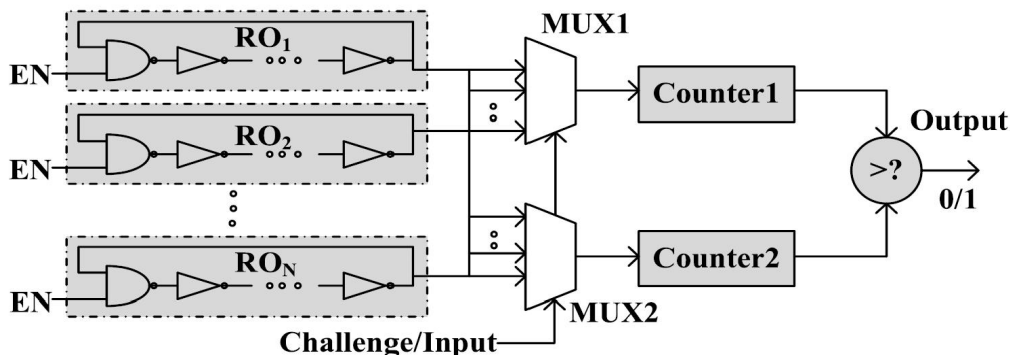 RO1
EN
MUX1
Counter1
RO2
EN
Output
>?
0/1
RON
EN
Counter2
MUX2
Challenge/Input